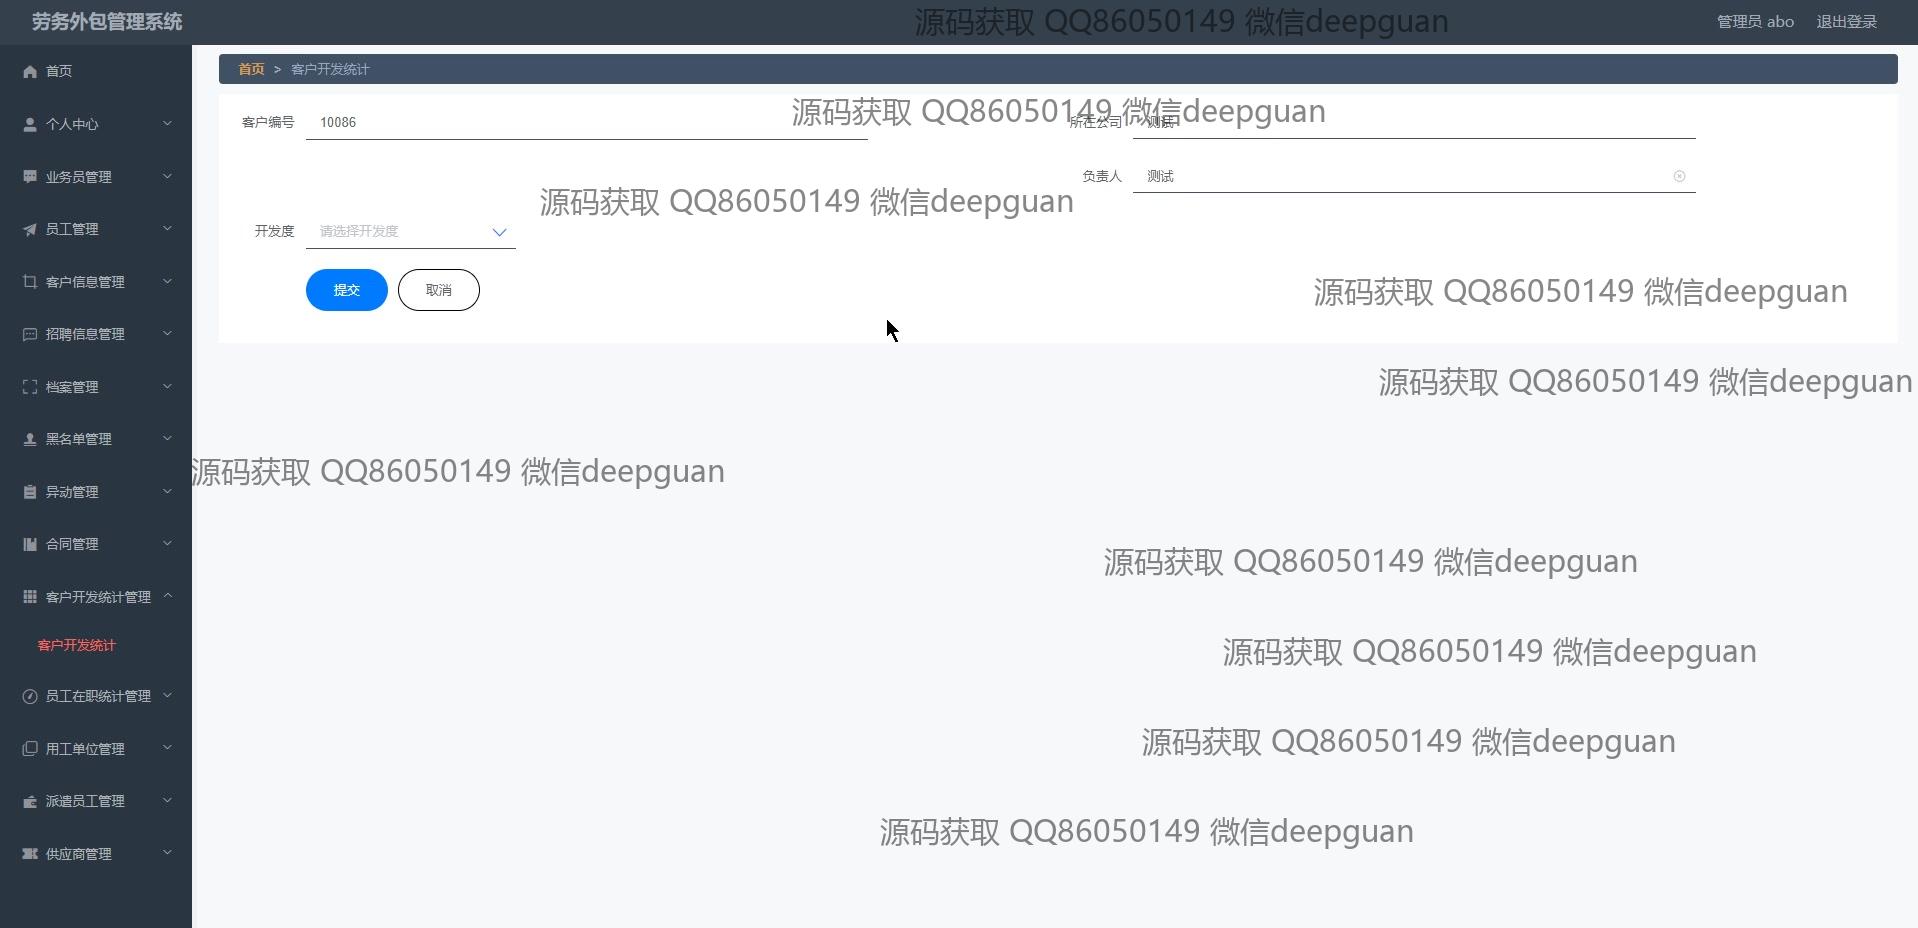 劳务外包管理系统
源码获取 QQ86050149 微信deepguan
管理员 abo
退出登录
首页
个人中心
业务员管理
员工管理
客户信息管理
招聘信息管理
档案管理
黑名单管理
异动管理
合同管理
客户开发统计管理
客户开发统计
员工在职统计管理
用工单位管理
派遣员工管理
供应商管理
首页 > 客户开发统计
源码获取 QQ86050149 微信deepguan
客户编号 10086
所在公司 测试
负责人 测试
源码获取 QQ86050149 微信deepguan
开发度 请选择开发度
提交 取消
源码获取 QQ86050149 微信deepguan
源码获取 QQ86050149 微信deepguan
源码获取 QQ86050149 微信deepguan
源码获取 QQ86050149 微信deepguan
源码获取 QQ86050149 微信deepguan
源码获取 QQ86050149 微信deepguan
源码获取 QQ86050149 微信deepguan